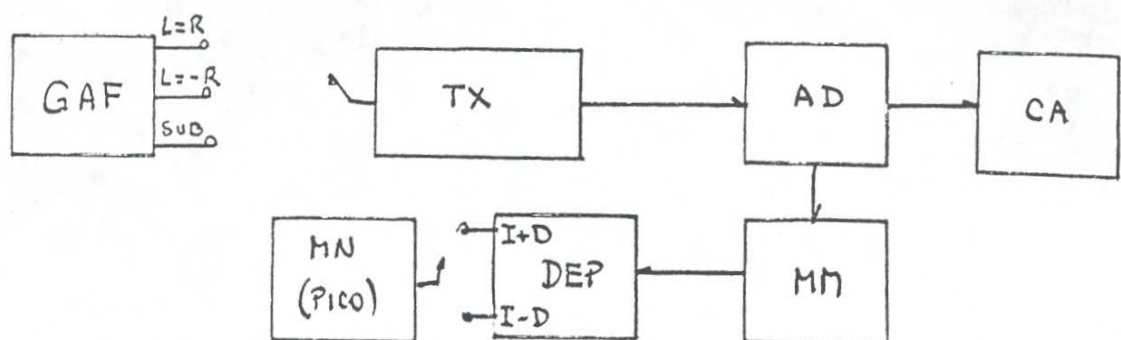 GAF
L=R
L=-R
SUB
TX
AD
CA
MN
(PICO)
I+D
DEP
I-D
MM